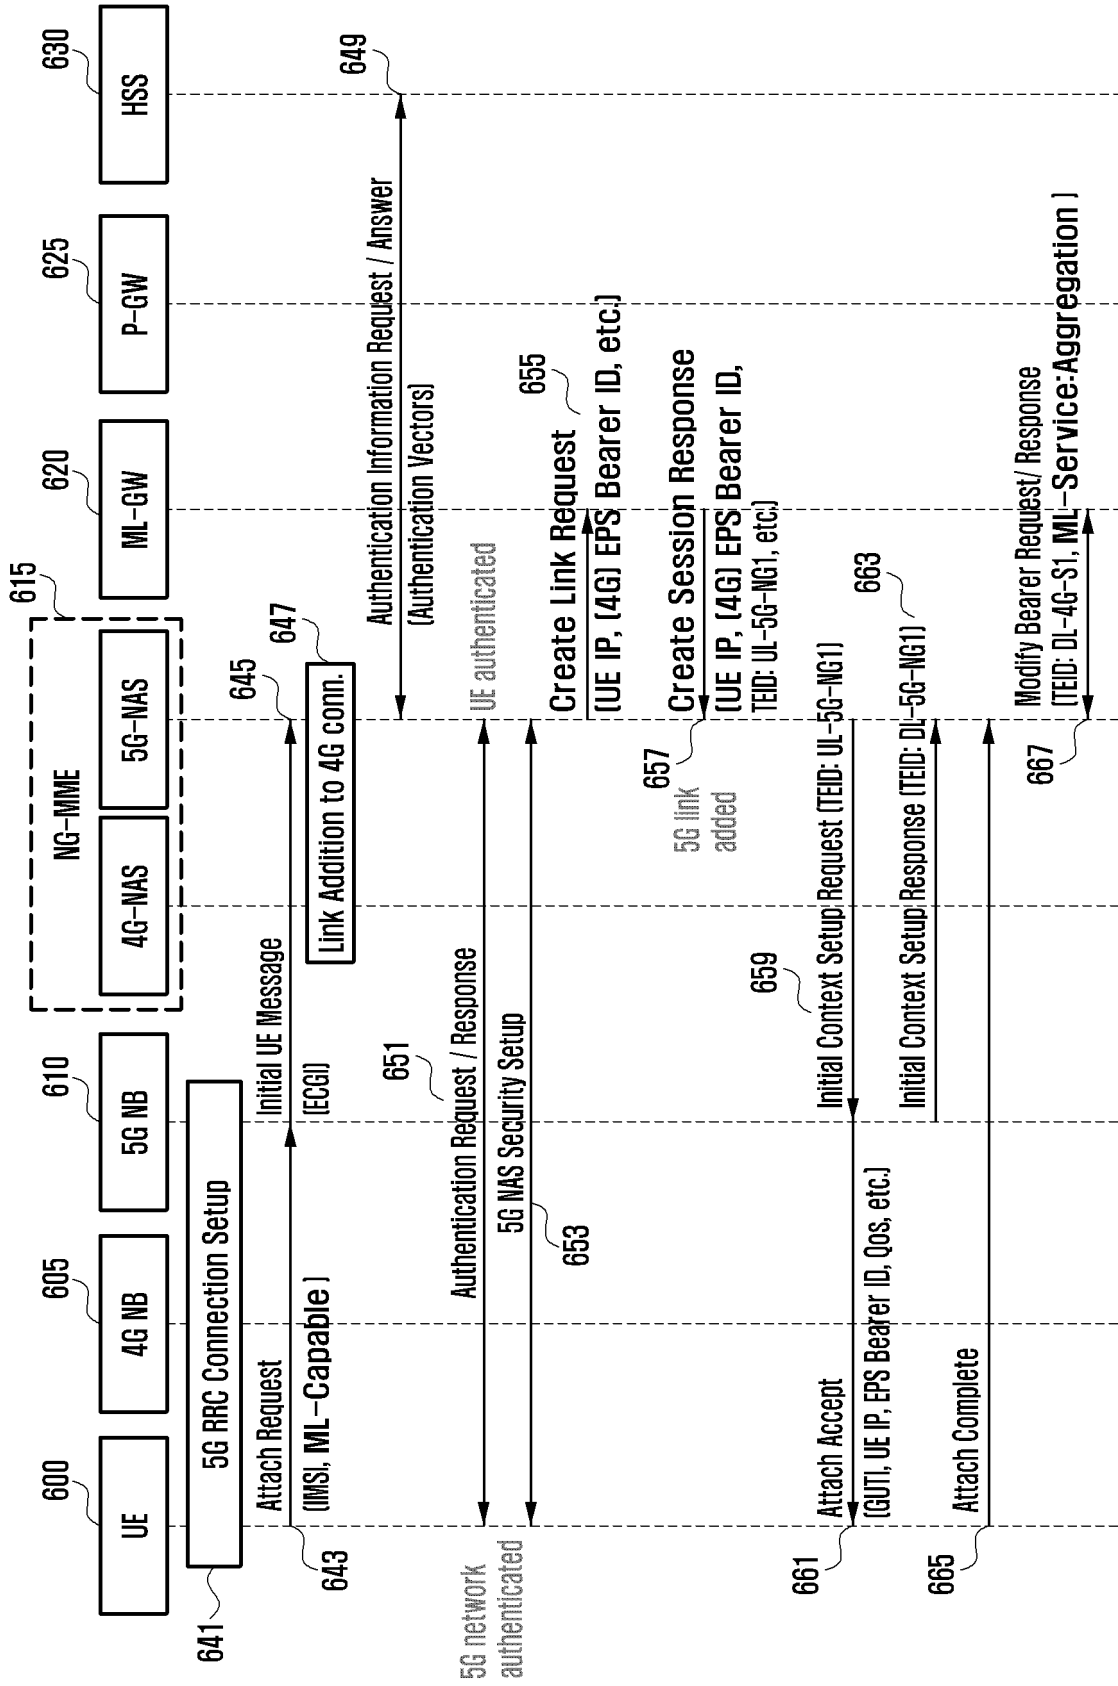 600
605
610
615
620
625
630
NG-MME
UE
4G NB
5G NB
4G-NAS
5G-NAS
ML-GW
P-GW
HSS
641
5G RRC Connection Setup
Attach Request
(IMSI, ML-Capable )
643
Initial UE Message
(ECGI)
645
647
Link Addition to 4G conn.
649
Authentication Information Request / Answer
(Authentication Vectors)
651
Authentication Request / Response
5G network
authenticated
UE authenticated
5G NAS Security Setup
653
655
Create Link Request
(UE IP, (4G) EPS Bearer ID, etc.)
Create Session Response
(UE IP, (4G) EPS Bearer ID,
TEID: UL-5G-NG1, etc.)
657
5G link
added
659
Initial Context Setup Request (TEID: UL-5G-NG1)
661
Attach Accept
(GUTI, UE IP, EPS Bearer ID, Qos, etc.)
663
Initial Context Setup Response (TEID: DL-5G-NG1)
665
Attach Complete
667
Modify Bearer Request/ Response
(TEID: DL-4G-S1, ML-Service:Aggregation )